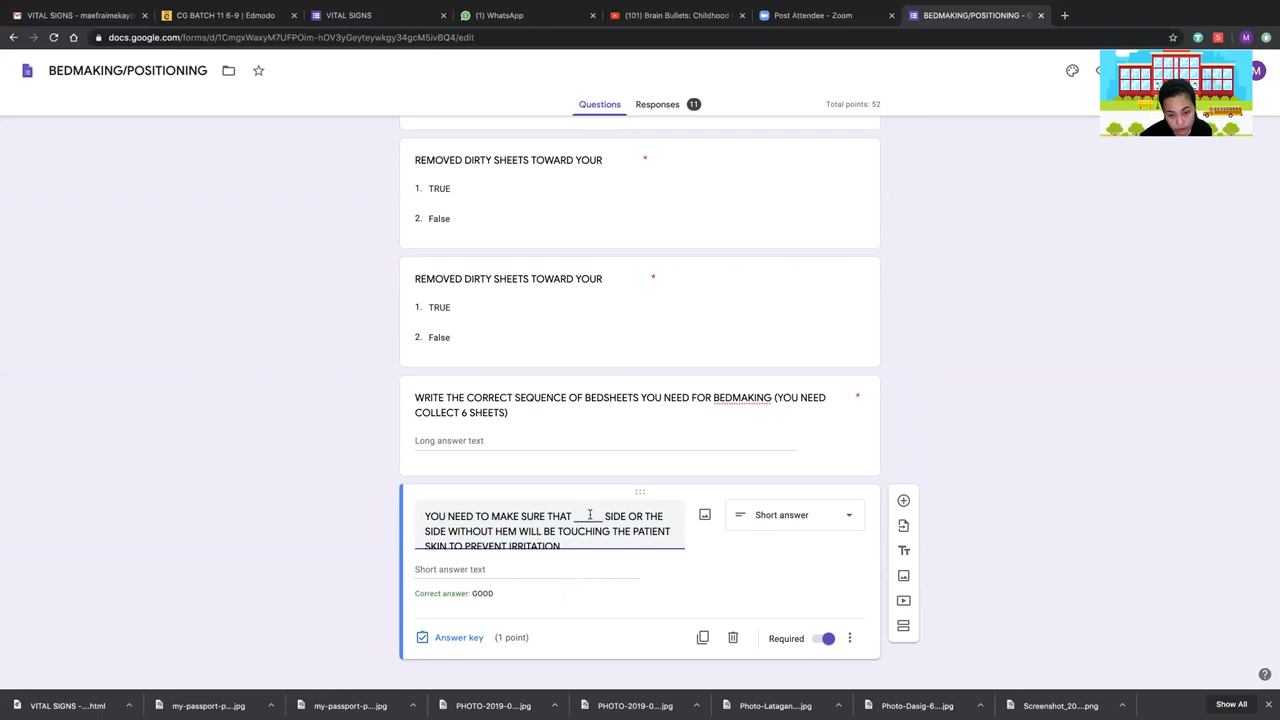 VITAL SIGNS - maefraimekayo
CG BATCH 11 6-9 | Edmodo
VITAL SIGNS
(1) WhatsApp
(101) Brain Bullets: Childhood
Post Attendee - Zoom
BEDMAKING/POSITIONING - G
docs.google.com/forms/d/1CmgxWaxyM7UFPOim-hOV3yGeyteywkgy34gcM5ivBQ4/edit
BEDMAKING/POSITIONING
M
Questions
Responses 11
Total points: 52
REMOVED DIRTY SHEETS TOWARD YOUR *
1. TRUE
2. False
REMOVED DIRTY SHEETS TOWARD YOUR *
1. TRUE
2. False
WRITE THE CORRECT SEQUENCE OF BEDSHEETS YOU NEED FOR BEDMAKING (YOU NEED *
COLLECT 6 SHEETS)
Long answer text
YOU NEED TO MAKE SURE THAT _____ SIDE OR THE
SIDE WITHOUT HEM WILL BE TOUCHING THE PATIENT
SKIN TO PREVENT IRRITATION
Short answer
Short answer text
Correct answer: GOOD
Answer key (1 point)
Required
VITAL SIGNS -....html
my-passport-p....jpg
my-passport-p....jpg
PHOTO-2019-0....jpg
PHOTO-2019-0....jpg
Photo-Latagan....jpg
Photo-Dasig-6....jpg
Screenshot_20....png
Show All